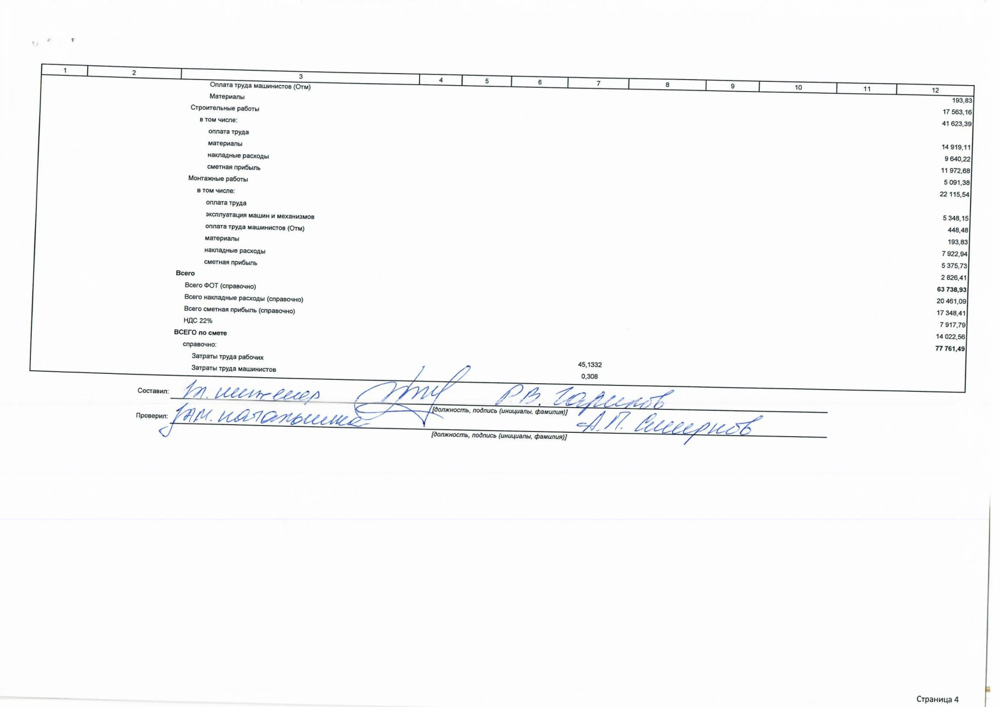 1 2 3 4 5 6 7 8 9 10 11 12
Оплата труда машинистов (Отм) 193,83
Материалы 17 563,16
Строительные работы 41 623,39
в том числе:
оплата труда 14 919,11
материалы 9 640,22
накладные расходы 11 972,68
сметная прибыль 5 091,38
Монтажные работы 22 115,54
в том числе:
оплата труда 5 348,15
эксплуатация машин и механизмов 448,48
оплата труда машинистов (Отм) 193,83
материалы 7 922,94
накладные расходы 5 375,73
сметная прибыль 2 826,41
Всего 63 738,93
Всего ФОТ (справочно) 20 461,09
Всего накладные расходы (справочно) 17 348,41
Всего сметная прибыль (справочно) 7 917,79
НДС 22% 14 022,56
ВСЕГО по смете 77 761,49
справочно:
Затраты труда рабочих 45,1332
Затраты труда машинистов 0,308
Составил: инженер Р.В. Гарипов
[должность, подпись (инициалы, фамилия)]
Проверил: зам. начальника А.П. Смирнов
[должность, подпись (инициалы, фамилия)]
Страница 4